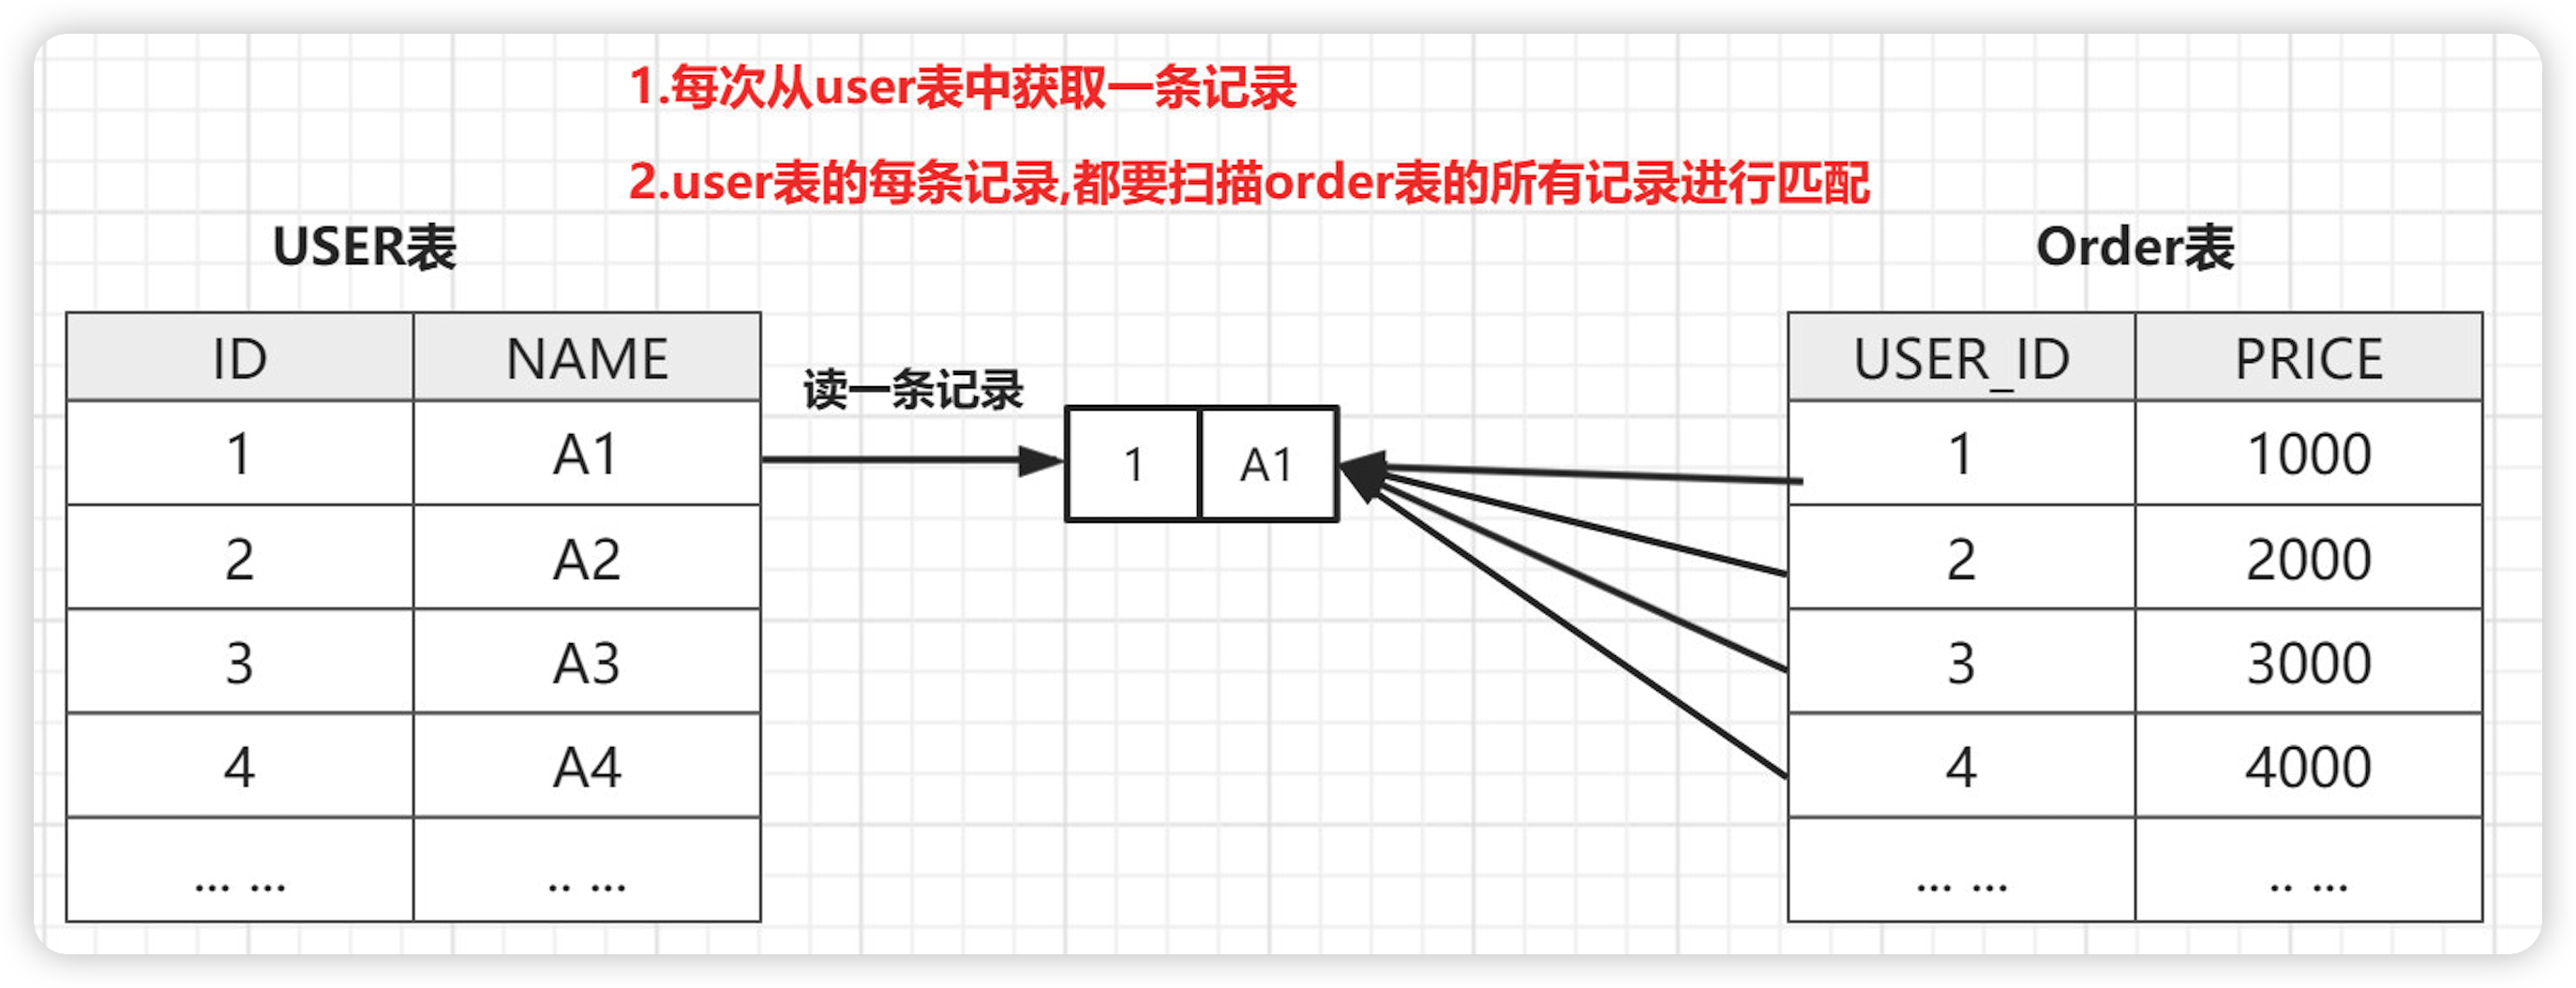 1.每次从user表中获取一条记录
2.user表的每条记录,都要扫描order表的所有记录进行匹配
USER表
Order表
ID NAME
1 A1
2 A2
3 A3
4 A4
... ... .. ...
读一条记录
1 A1
USER_ID PRICE
1 1000
2 2000
3 3000
4 4000
... ... .. ...